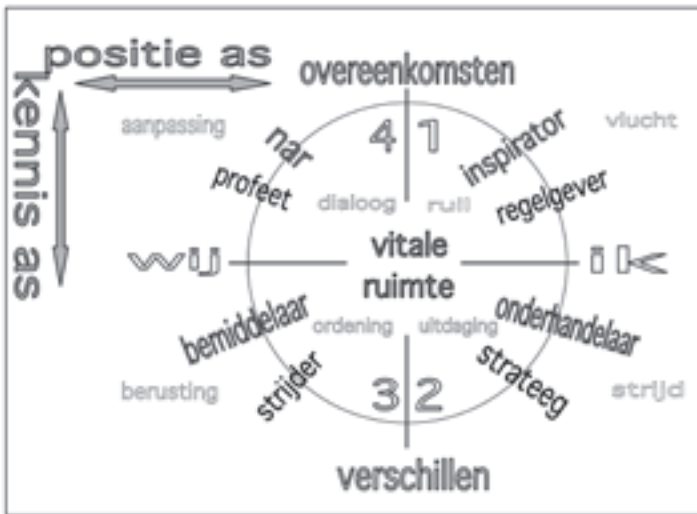 positie as
kennis as
overeenkomsten
aanpassing
vlucht
nar
4 1
inspirator
profeet
regelgever
dialoog
ruil
wij
vitale
ruimte
ik
bemiddelaar
ordening
uitdaging
onderhandelaar
strijder
strateeg
berusting
strijd
3 2
verschillen